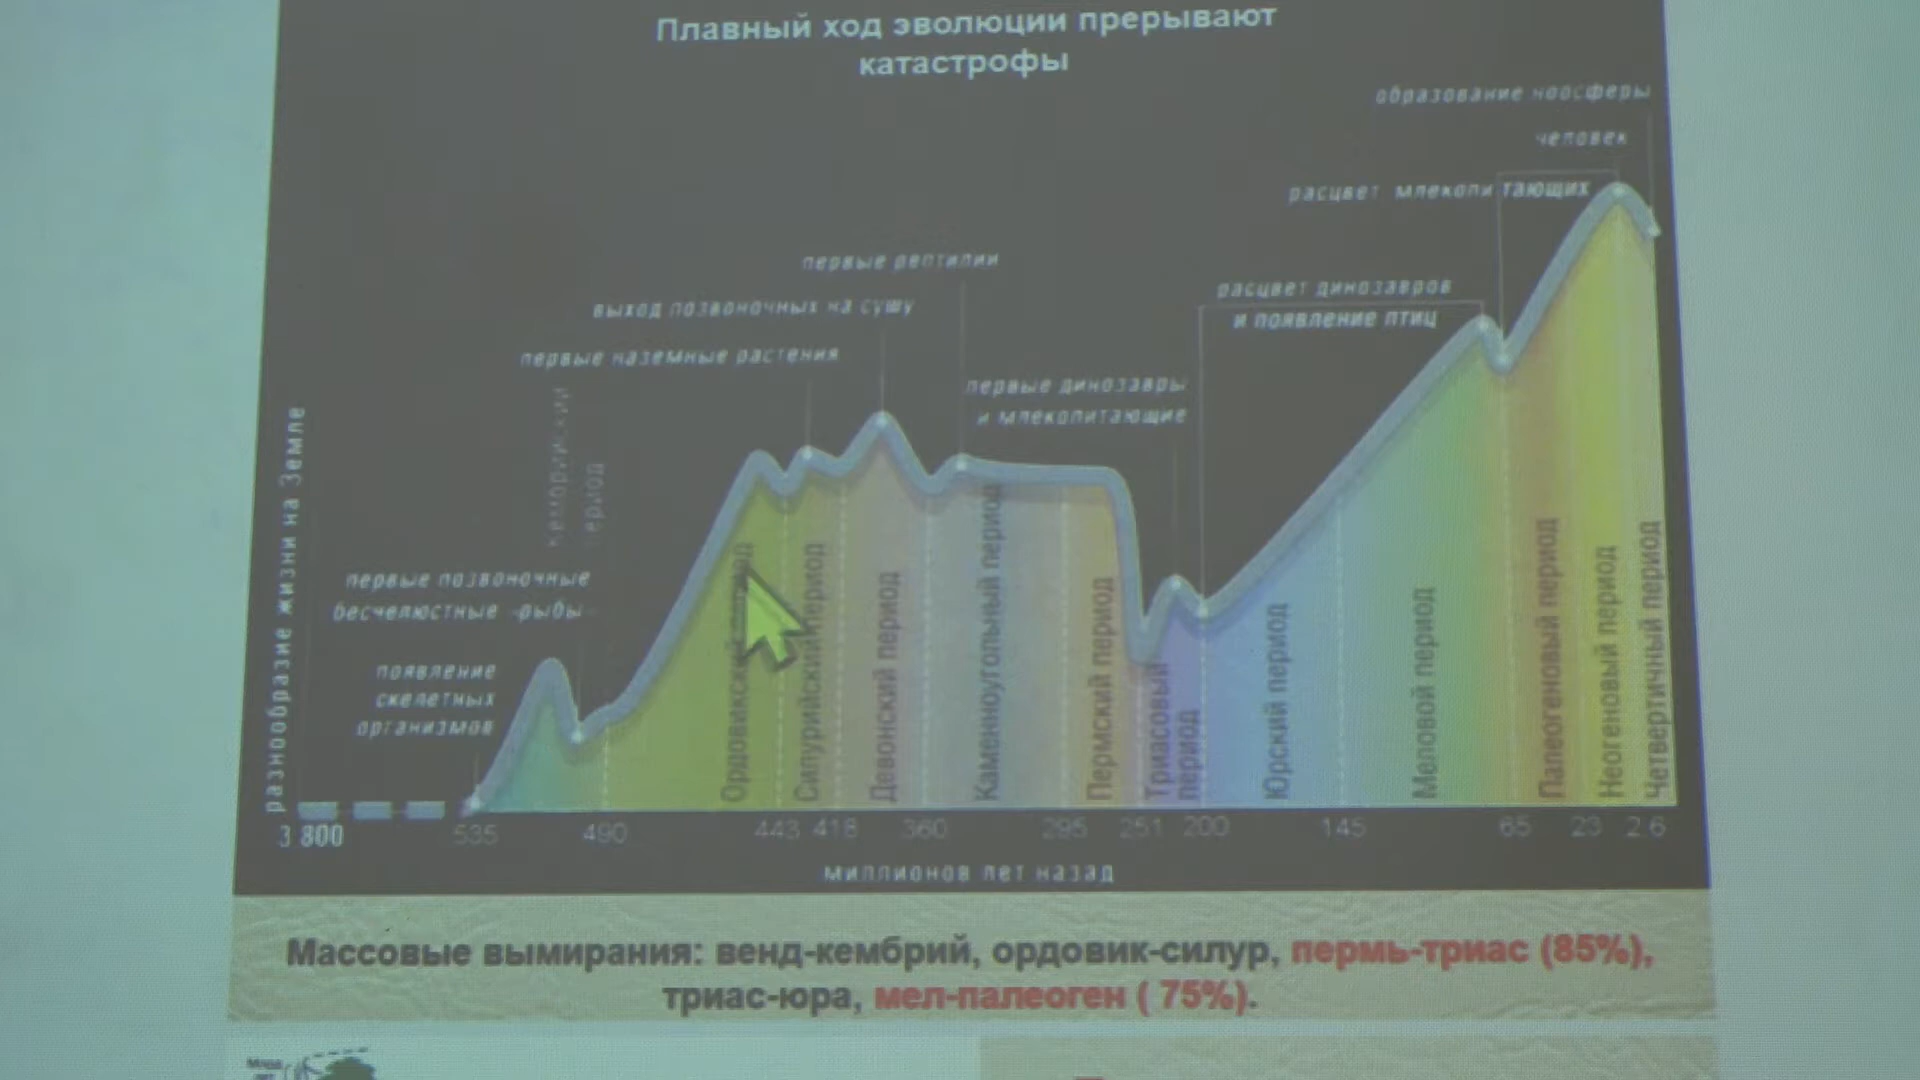 Плавный ход эволюции прерывают
катастрофы
образование ноосферы
человек
расцвет млекопитающих
первые рептилии
расцвет динозавров
и появление птиц
выход позвоночных на сушу
первые наземные растения
первые динозавры
и млекопитающие
разнообразие жизни на Земле
период
первые позвоночные
бесчелюстные рыбы
появление
скелетных
организмов
Ордовикский
Силурийский период
Девонский период
Каменноугольный период
Пермский период
Триасовый
период
Юрский период
Меловой период
Палеогеновый период
Неогеновый период
Четвертичный период
3 800 535 490 443 418 360 295 251 200 145 65 23 2 6
миллионов лет назад
Массовые вымирания: венд-кембрий, ордовик-силур, пермь-триас (85%),
триас-юра, мел-палеоген ( 75%).